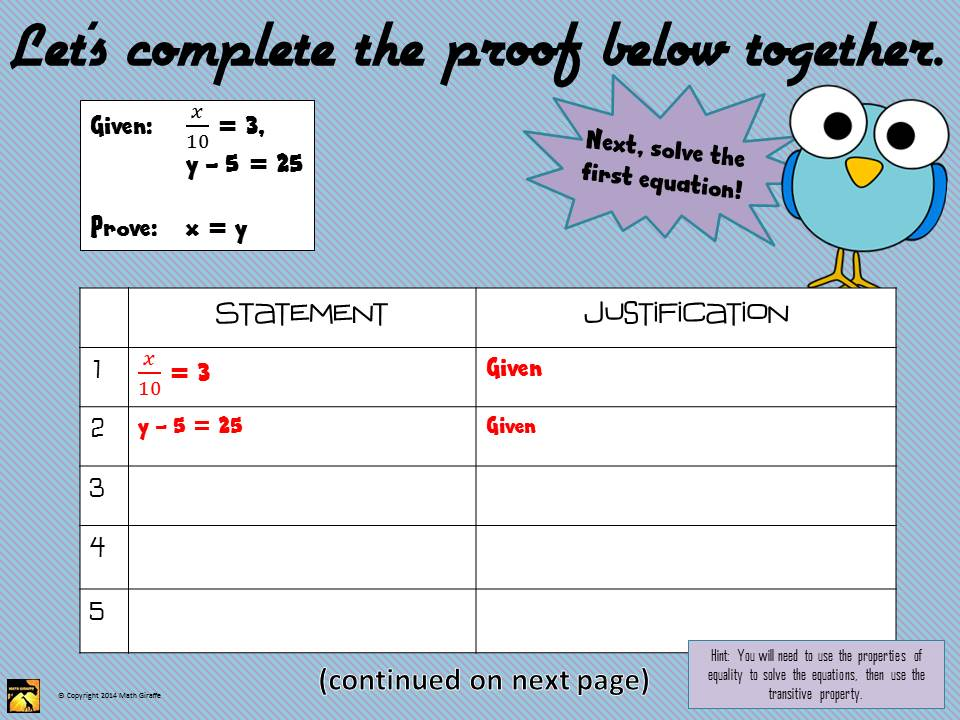 Let's complete the proof below together.
Given: x/10 = 3,
y - 5 = 25
Prove: x = y
Next, solve the
first equation!
STATEMENT JUSTIFICATION
1 x/10 = 3 Given
2 y - 5 = 25 Given
3
4
5
(continued on next page)
Hint: You will need to use the properties of
equality to solve the equations, then use the
transitive property.
MATH GIRAFFE
© Copyright 2014 Math Giraffe